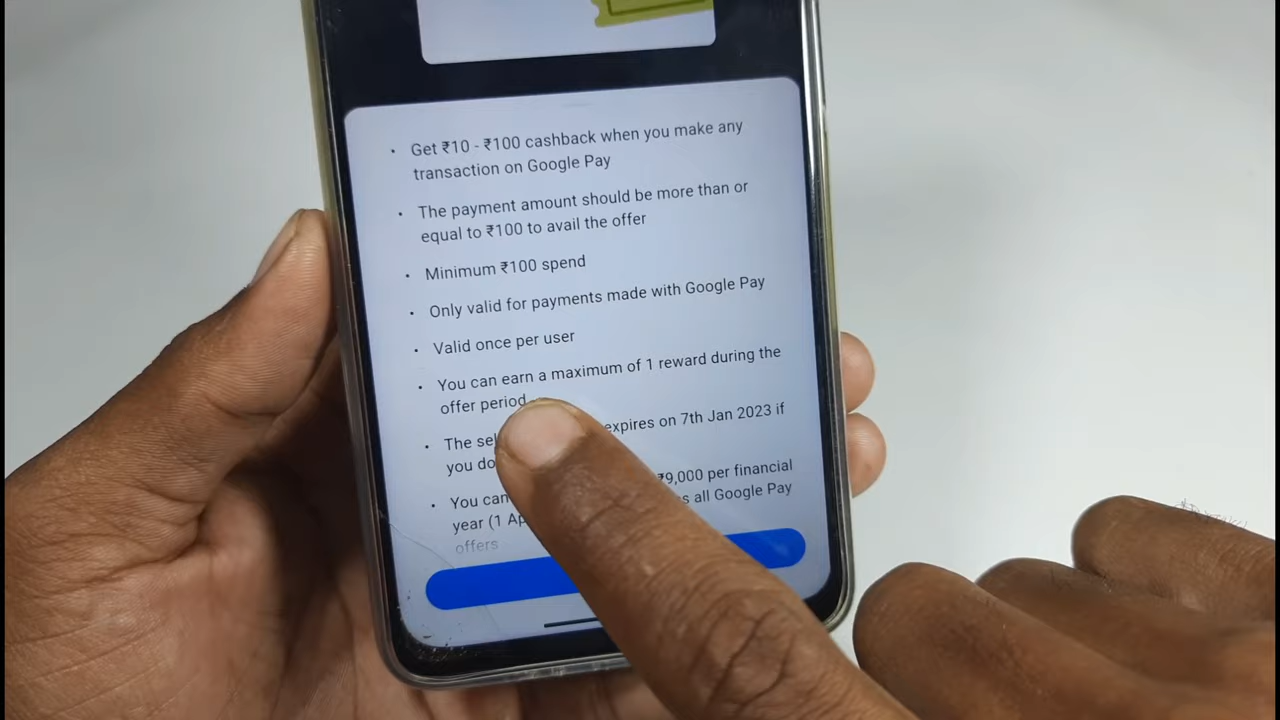 Get ₹10 - ₹100 cashback when you make any
transaction on Google Pay
The payment amount should be more than or
equal to ₹100 to avail the offer
Minimum ₹100 spend
Only valid for payments made with Google Pay
Valid once per user
You can earn a maximum of 1 reward during the
offer period
The expires on 7th Jan 2023 if
you
You can ₹9,000 per financial
year (1 all Google Pay
offers